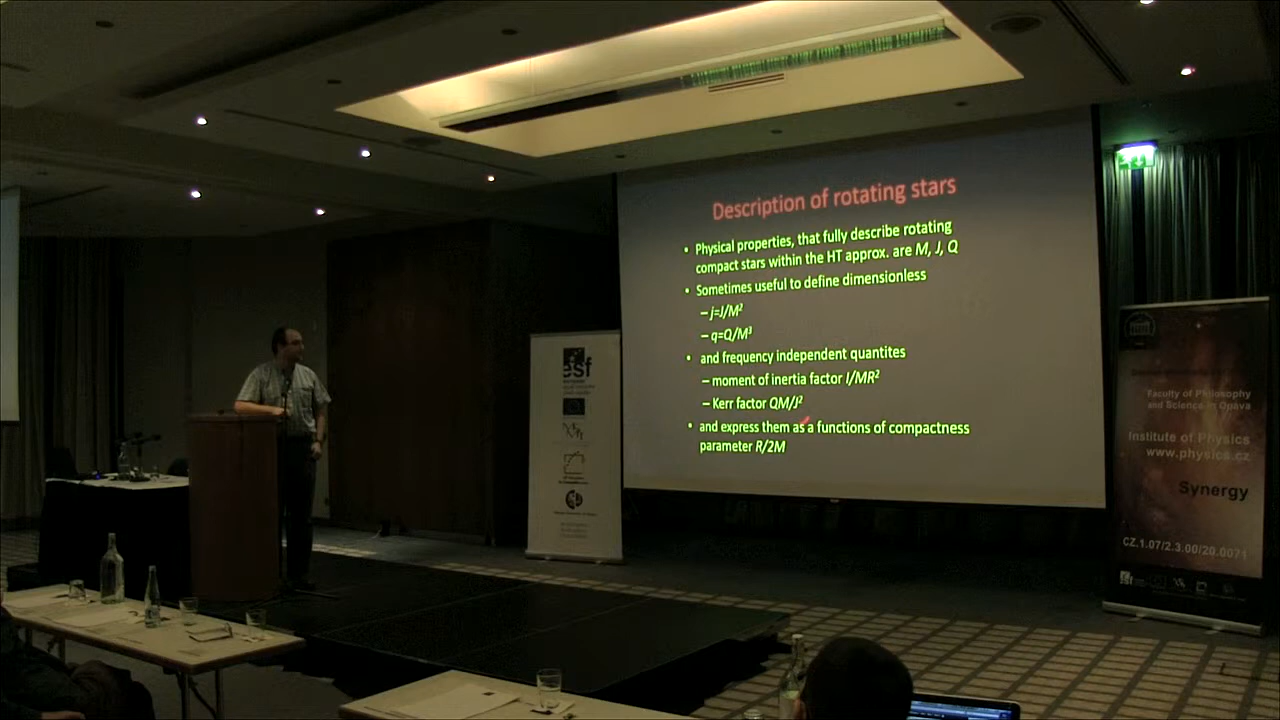 Description of rotating stars
• Physical properties, that fully describe rotating
compact stars within the HT approx. are M, J, Q
• Sometimes useful to define dimensionless
– j=J/M²
– q=Q/M³
• and frequency independent quantites
– moment of inertia factor I/MR²
– Kerr factor QM/J²
• and express them as a functions of compactness
parameter R/2M
esf
Faculty of Philosophy
and Science in Opava
Institute of Physics
www.physics.cz
Synergy
CZ.1.07/2.3.00/20.0071
esf